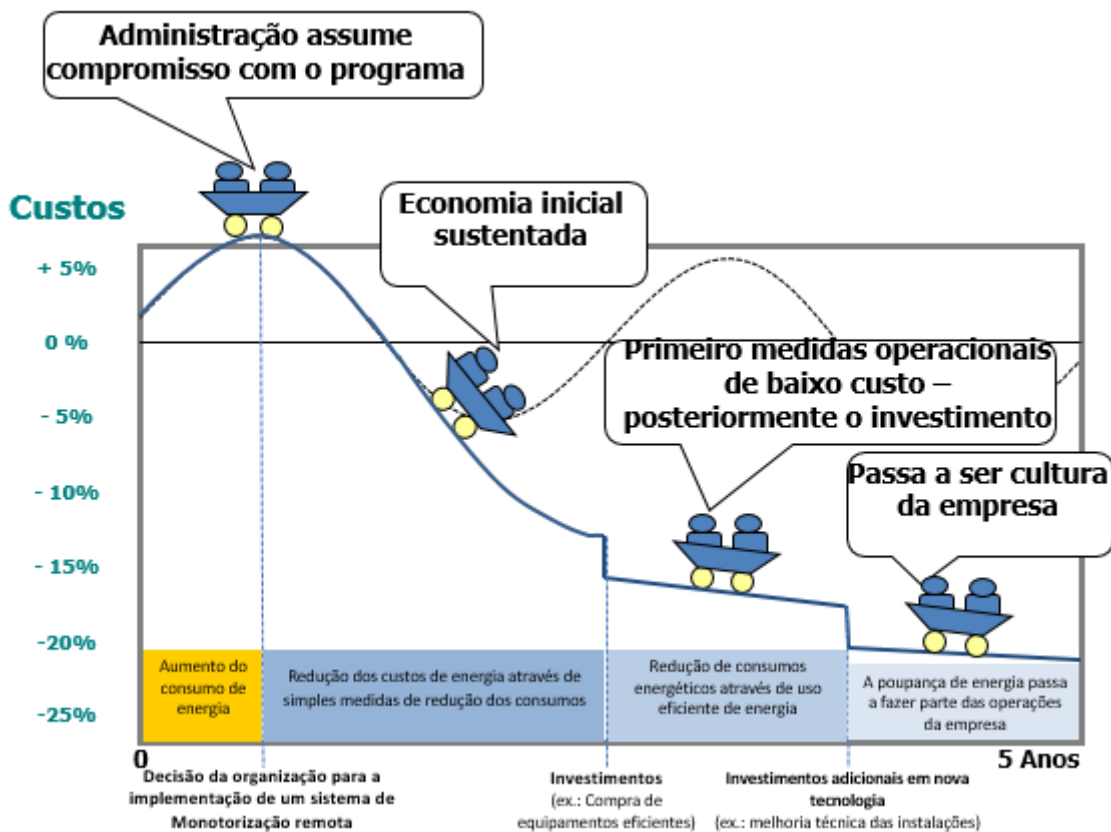 Administração assume
compromisso com o programa
Custos
Economia inicial
sustentada
+ 5%
0 %
- 5%
- 10%
- 15%
-20%
-25%
Primeiro medidas operacionais
de baixo custo –
posteriormente o investimento
Passa a ser cultura
da empresa
Aumento do
consumo de
energia
Redução dos custos de energia através de
simples medidas de redução dos consumos
Redução de consumos
energéticos através de uso
eficiente de energia
A poupança de energia passa
a fazer parte das operações
da empresa
0
5 Anos
Decisão da organização para a
implementação de um sistema de
Monotorização remota
Investimentos
(ex.: Compra de
equipamentos eficientes)
Investimentos adicionais em nova
tecnologia
(ex.: melhoria técnica das instalações)